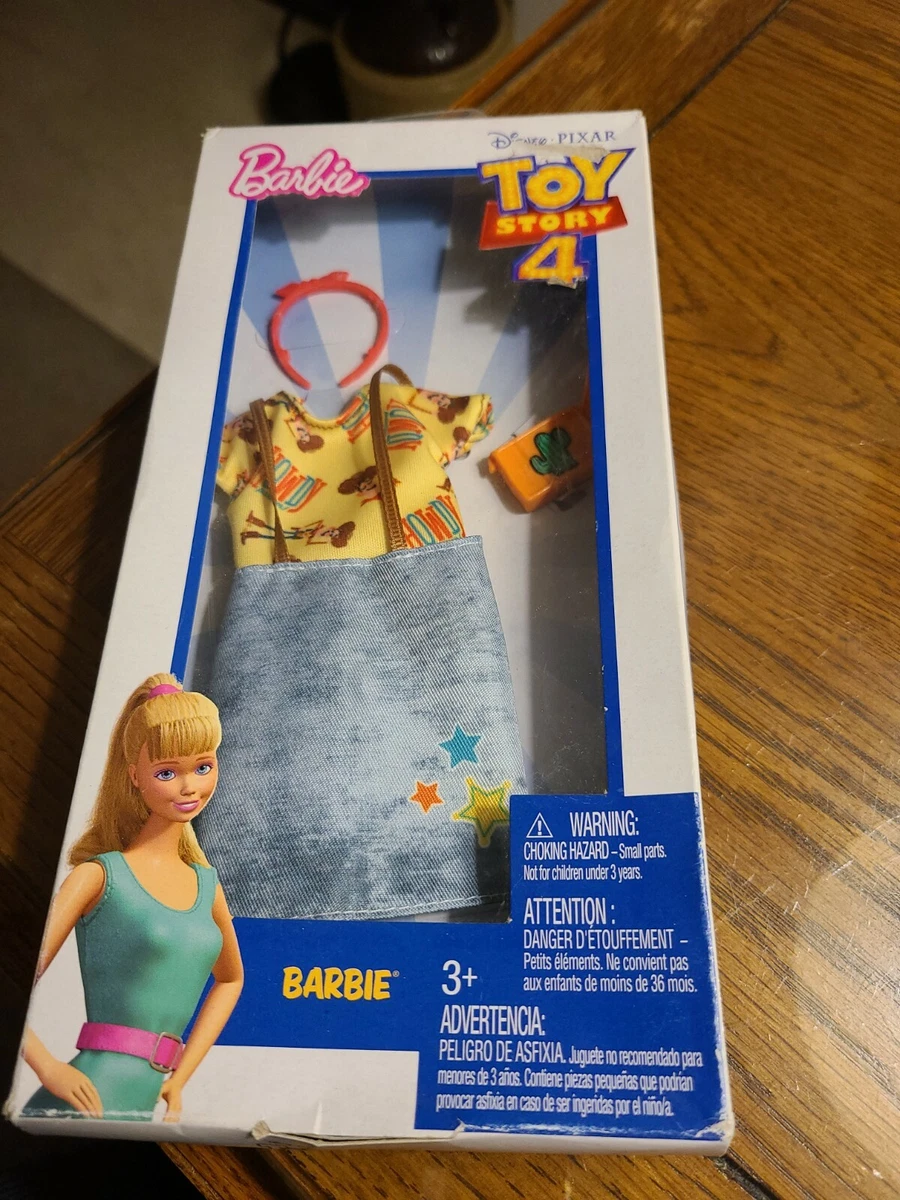 Barbie
Disney · PIXAR
TOY
STORY
4
HOWDY
HOWDY
HOWDY
WARNING:
CHOKING HAZARD – Small parts.
Not for children under 3 years.
ATTENTION :
DANGER D'ÉTOUFFEMENT –
Petits éléments. Ne convient pas
aux enfants de moins de 36 mois.
BARBIE®
3+
ADVERTENCIA:
PELIGRO DE ASFIXIA. Juguete no recomendado para
menores de 3 años. Contiene piezas pequeñas que podrían
provocar asfixia en caso de ser ingeridas por el niño/a.